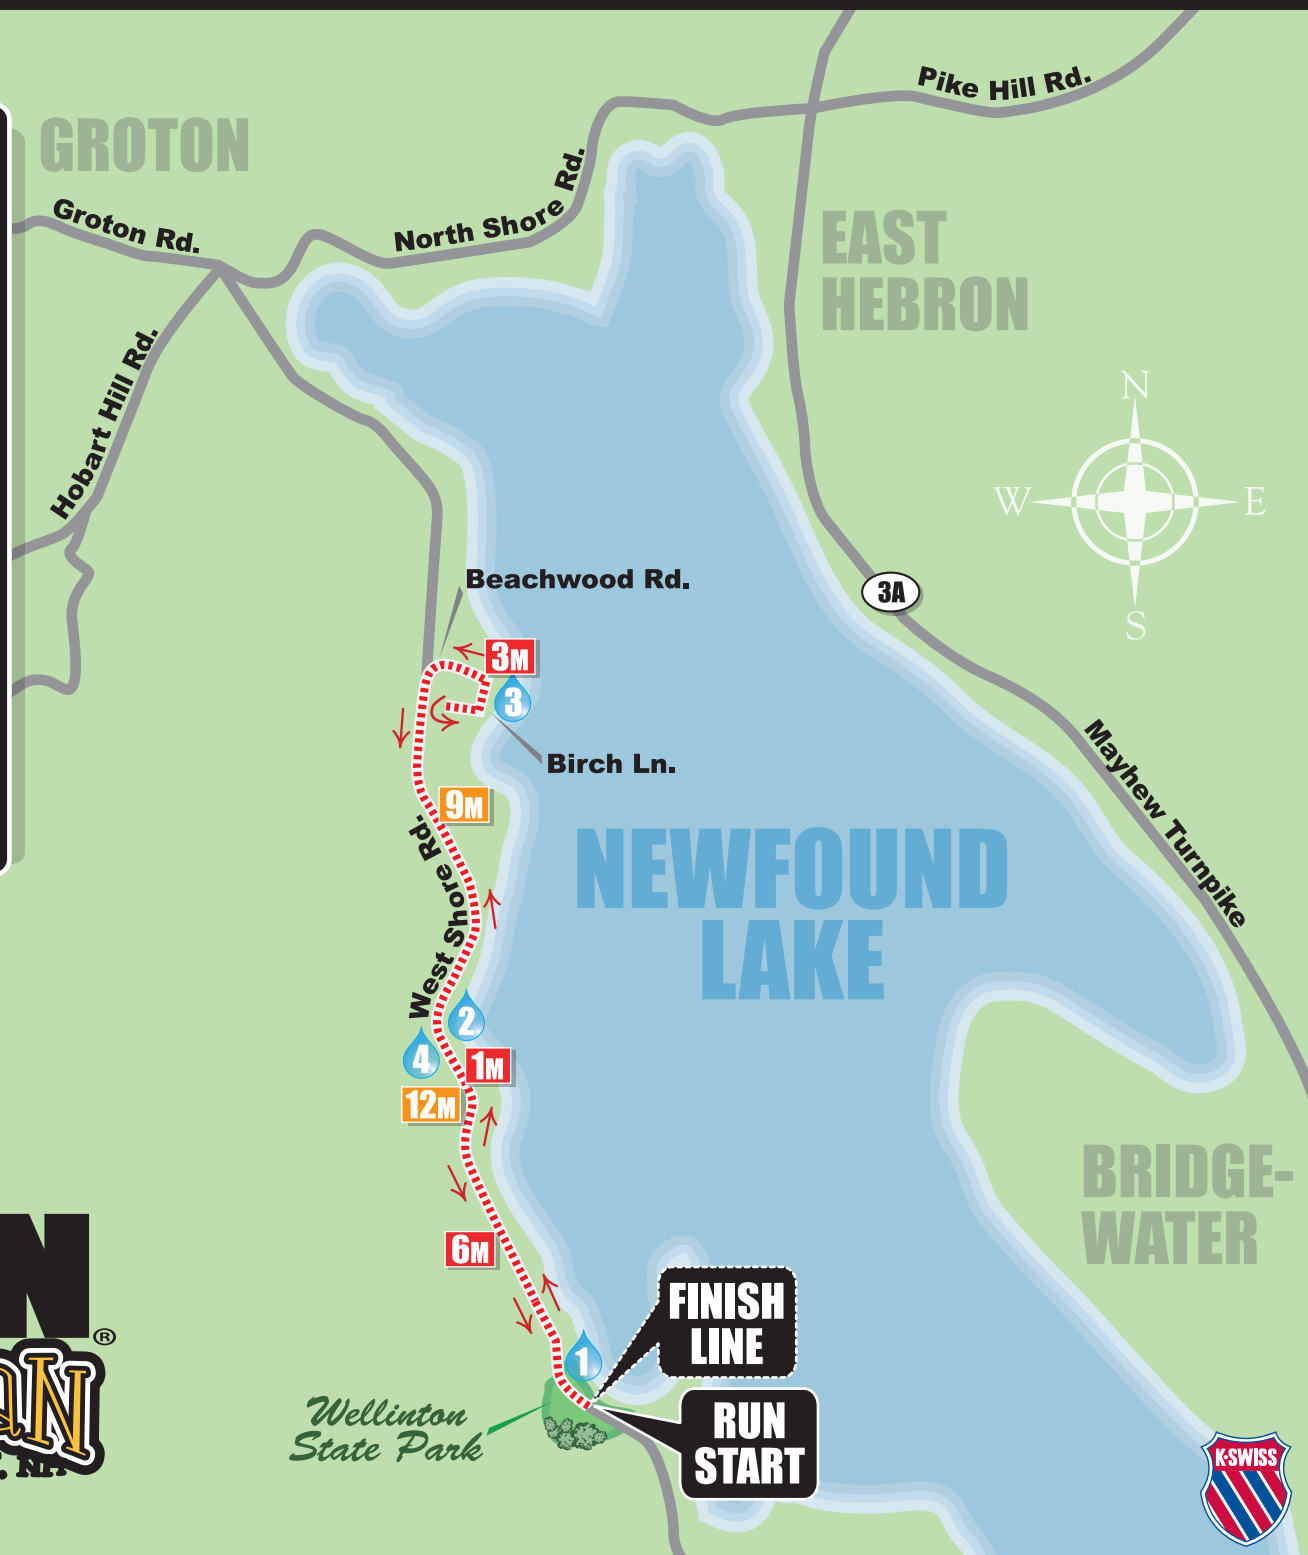 Pike Hill Rd.
GROTON
North Shore Rd.
Groton Rd.
EAST
HEBRON
Hobart Hill Rd.
N
W
E
S
Beachwood Rd.
3A
3M
3
Birch Ln.
Mayhew Turnpike
9M
West Shore Rd.
NEWFOUND
LAKE
2
4
1M
12M
BRIDGE-
WATER
6M
N®
FINISH
LINE
1
Wellinton
State Park
RUN
START
K·SWISS